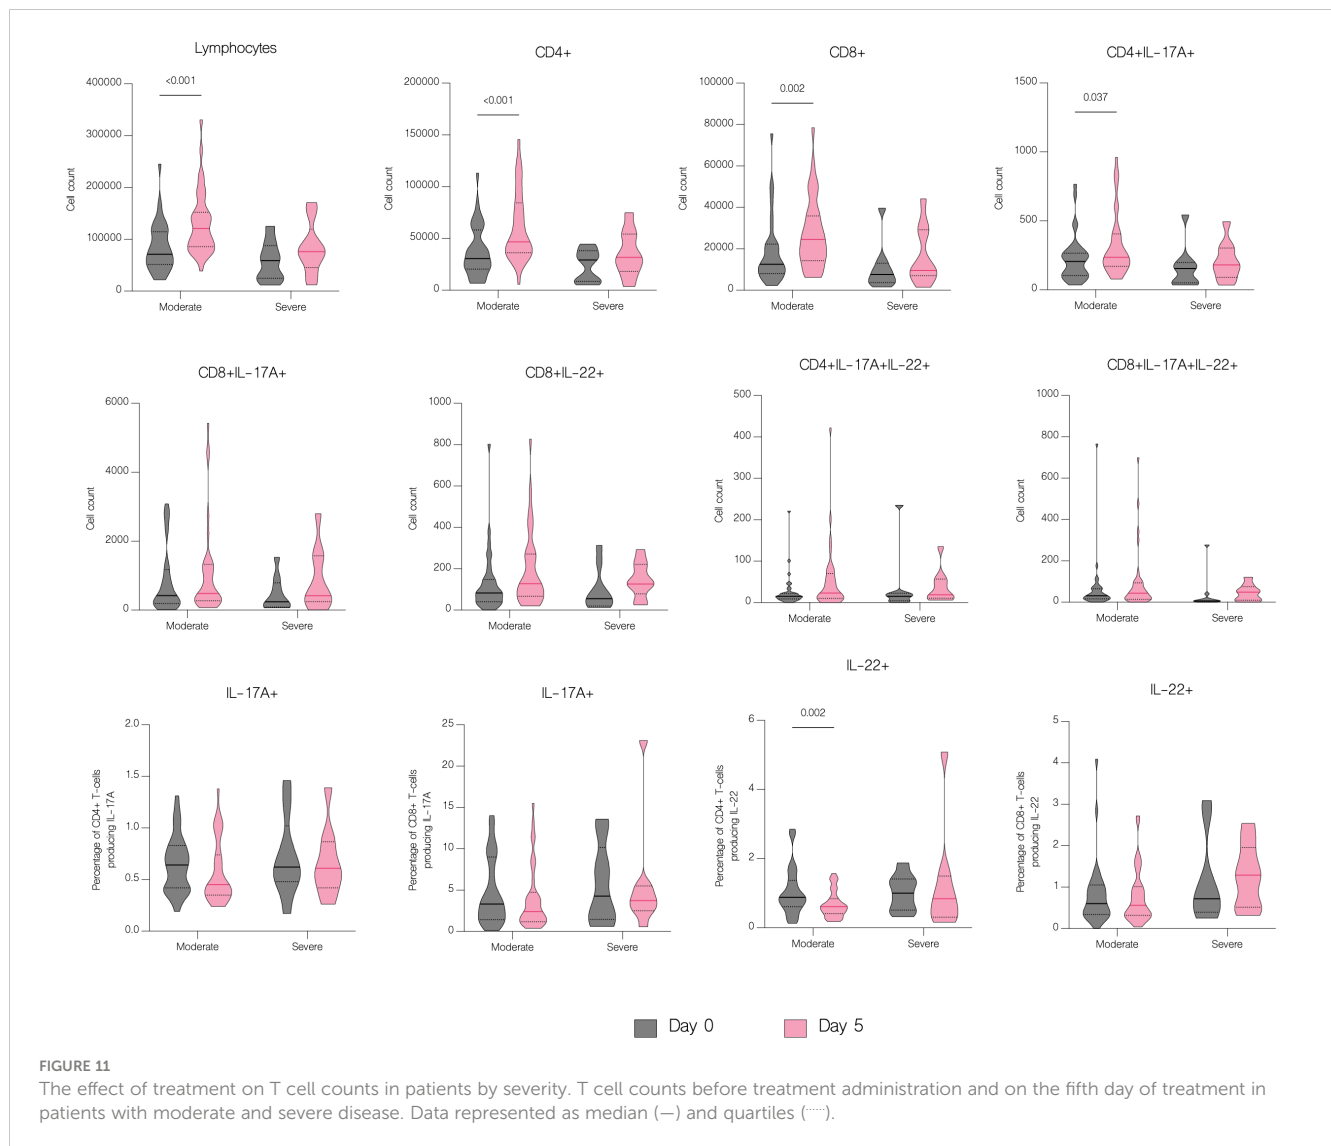 Lymphocytes
CD4+
CD8+
CD4+IL-17A+
400000
300000
200000
100000
0
Cell count
<0.001
Moderate
Severe
200000
150000
100000
50000
0
Cell count
<0.001
Moderate
Severe
100000
80000
60000
40000
20000
0
Cell count
0.002
Moderate
Severe
1500
1000
500
0
Cell count
0.037
Moderate
Severe
CD8+IL-17A+
CD8+IL-22+
CD4+IL-17A+IL-22+
CD8+IL-17A+IL-22+
6000
4000
2000
0
Cell count
Moderate
Severe
1000
800
600
400
200
0
Cell count
Moderate
Severe
500
400
300
200
100
0
Cell count
Moderate
Severe
1000
800
600
400
200
0
Cell count
Moderate
Severe
IL-17A+
IL-17A+
IL-22+
IL-22+
2.0
1.5
1.0
0.5
0.0
Percentage of CD4+ T-cells
producing IL-17A
Moderate
Severe
25
20
15
10
5
0
Percentage of CD8+ T-cells
producing IL-17A
Moderate
Severe
6
4
2
0
Percentage of CD4+ T-cells
producing IL-22
0.002
Moderate
Severe
5
4
3
2
1
0
Percentage of CD8+ T-cells
producing IL-22
Moderate
Severe
Day 0
Day 5
FIGURE 11
The effect of treatment on T cell counts in patients by severity. T cell counts before treatment administration and on the fifth day of treatment in
patients with moderate and severe disease. Data represented as median (—) and quartiles (······).